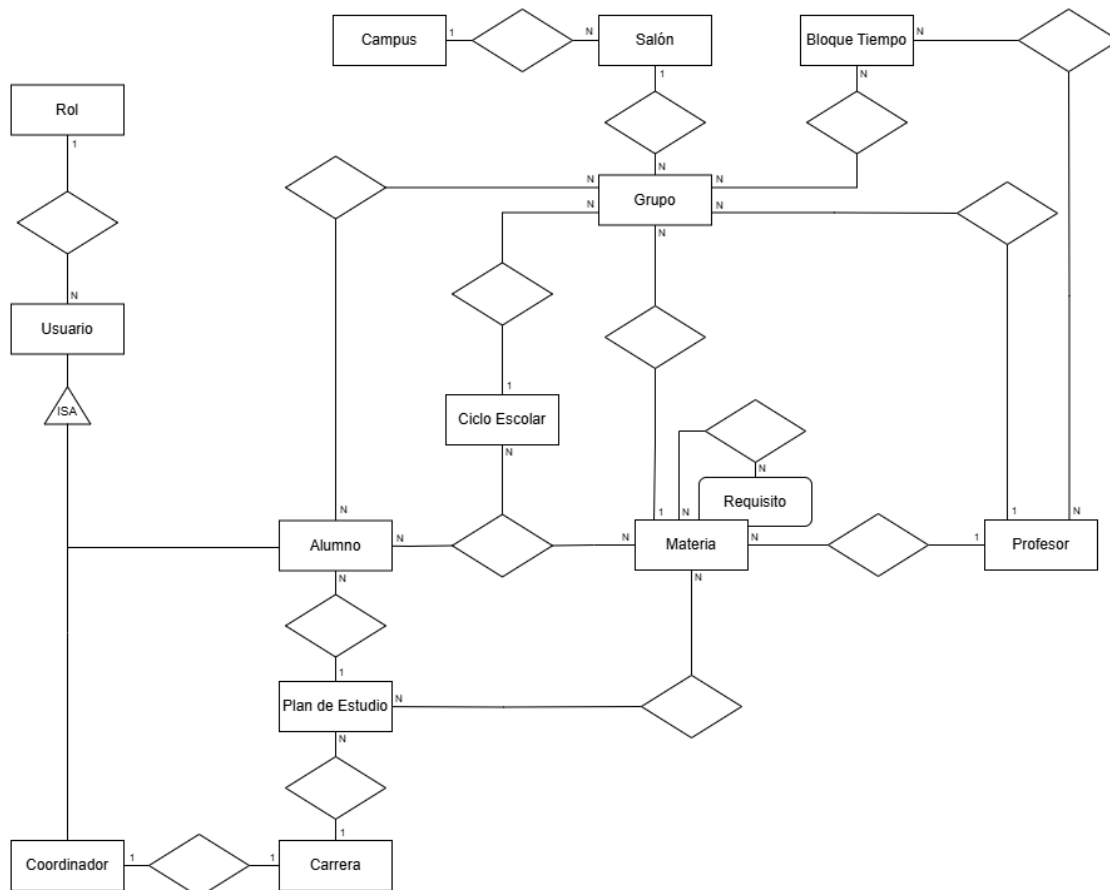 Campus
1
N
Salón
Bloque Tiempo
N
1
N
Rol
1
N
N
N
Grupo
N
N
N
N
N
Usuario
ISA
1
Ciclo Escolar
N
N
Requisito
N
1
N
1
N
Alumno
N
N
Materia
N
1
Profesor
N
N
1
Plan de Estudio
N
N
1
Coordinador
1
1
Carrera